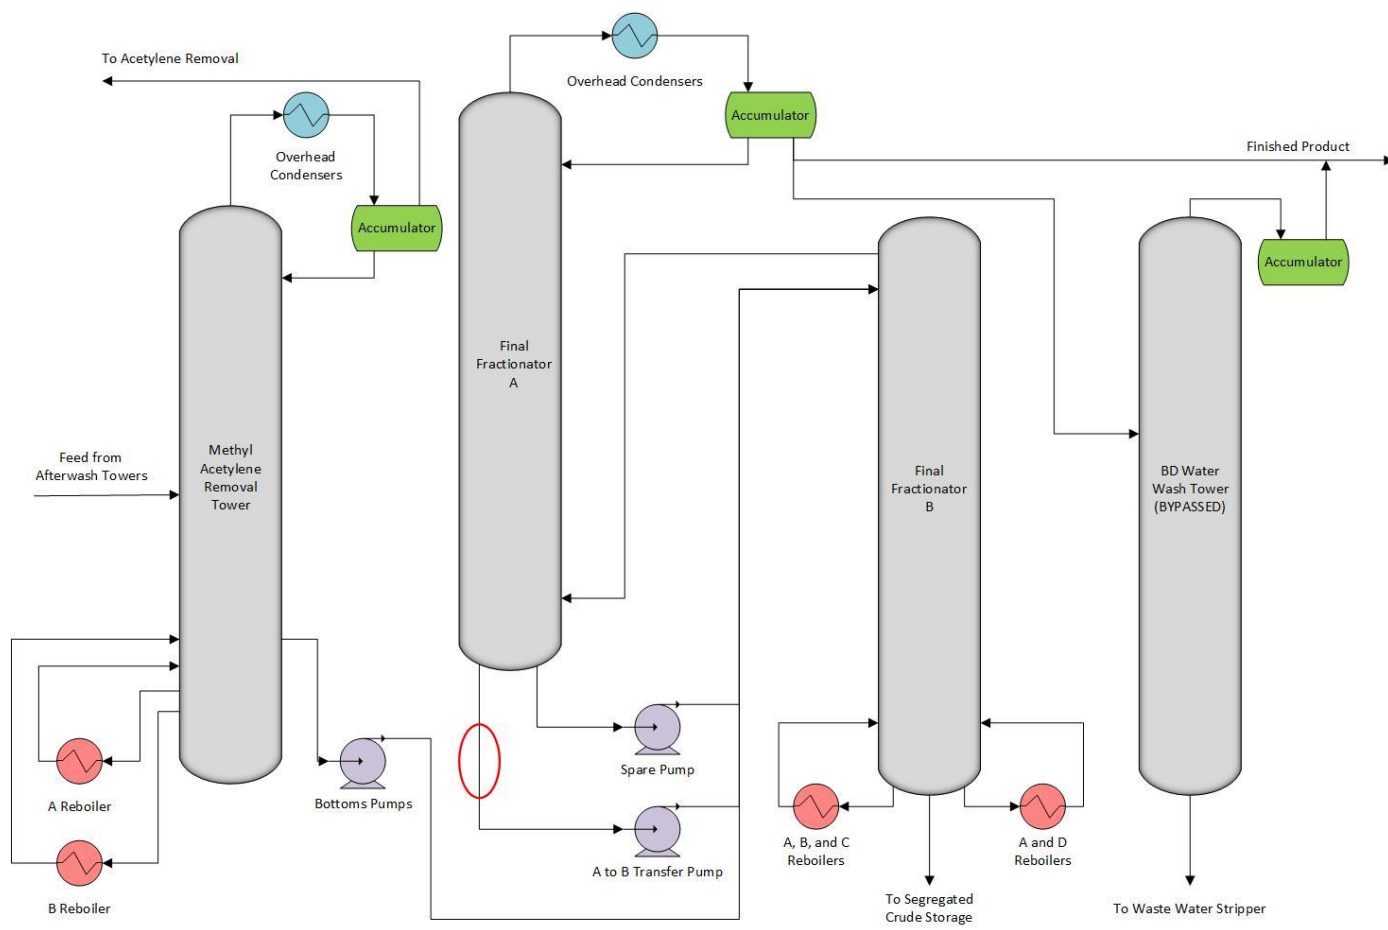 To Acetylene Removal
Overhead
Condensers
Accumulator
Methyl
Acetylene
Removal
Tower
Feed from
Afterwash Towers
A Reboiler
B Reboiler
Bottoms Pumps
Overhead Condensers
Accumulator
Final
Fractionator
A
Spare Pump
A to B Transfer Pump
Final
Fractionator
B
A, B, and C
Reboilers
A and D
Reboilers
To Segregated
Crude Storage
Finished Product
Accumulator
BD Water
Wash Tower
(BYPASSED)
To Waste Water Stripper